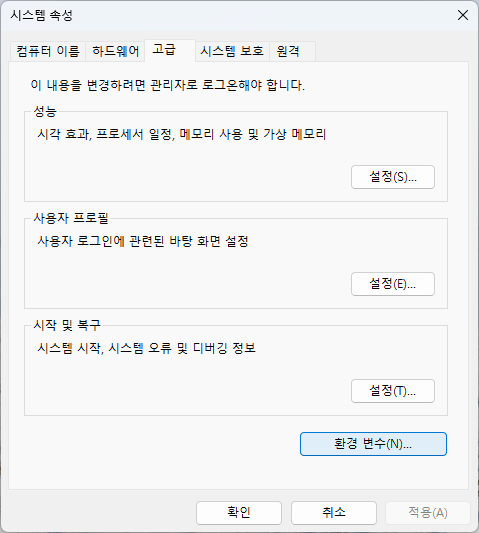 시스템 속성
컴퓨터 이름 하드웨어 고급 시스템 보호 원격
이 내용을 변경하려면 관리자로 로그온해야 합니다.
성능
시각 효과, 프로세서 일정, 메모리 사용 및 가상 메모리
설정(S)...
사용자 프로필
사용자 로그인에 관련된 바탕 화면 설정
설정(E)...
시작 및 복구
시스템 시작, 시스템 오류 및 디버깅 정보
설정(T)...
환경 변수(N)...
확인 취소 적용(A)